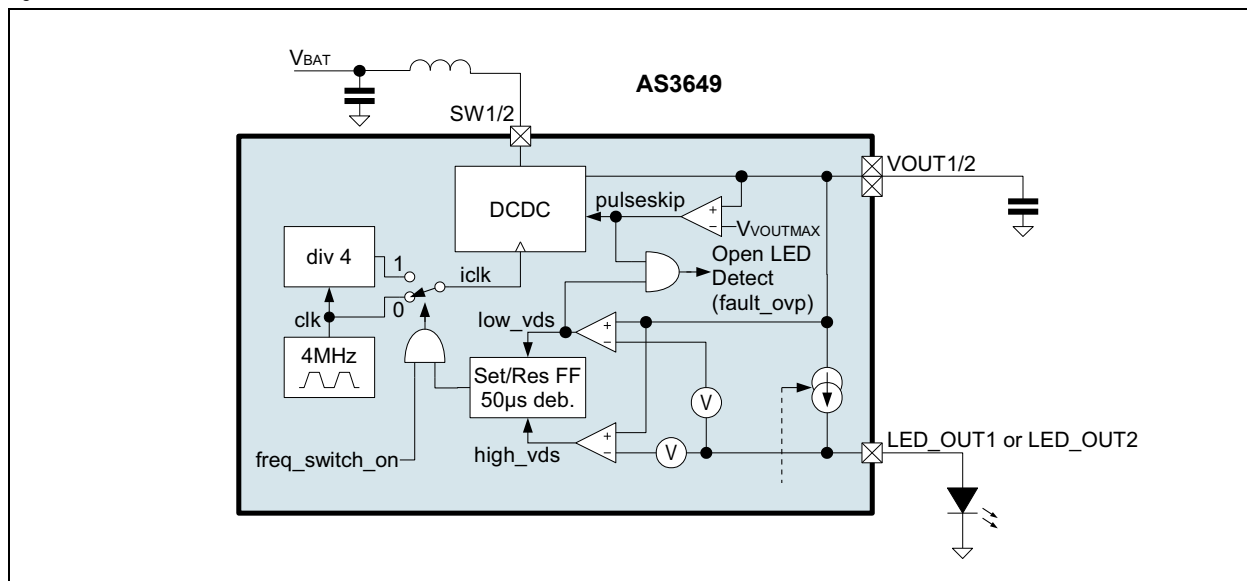 VBAT
AS3649
SW1/2
VOUT1/2
DCDC
pulseskip
+
−
VVOUTMAX
Open LED
Detect
(fault_ovp)
div 4
1
iclk
0
clk
low_vds
+
−
4MHz
Set/Res FF
50µs deb.
V
+
−
V
high_vds
freq_switch_on
LED_OUT1 or LED_OUT2